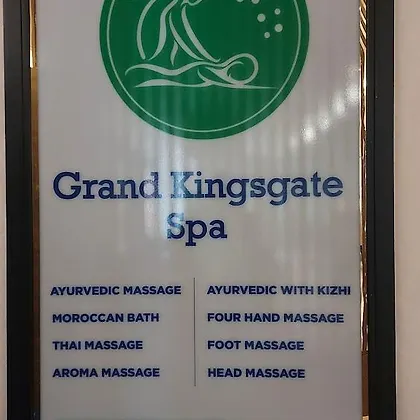 Grand Kingsgate
Spa
AYURVEDIC MASSAGE
MOROCCAN BATH
THAI MASSAGE
AROMA MASSAGE
AYURVEDIC WITH KIZHI
FOUR HAND MASSAGE
FOOT MASSAGE
HEAD MASSAGE